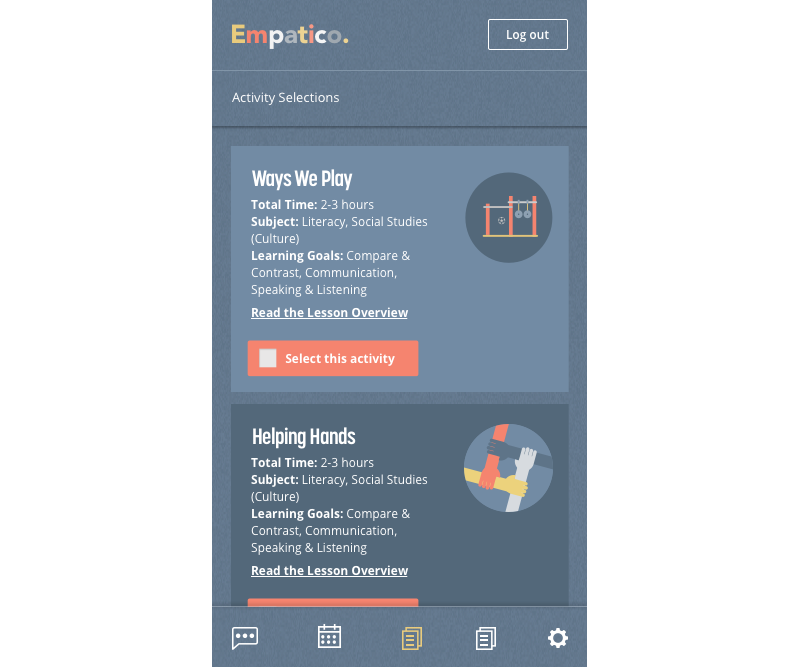 Empatico.
Log out
Activity Selections
Ways We Play
Total Time: 2-3 hours
Subject: Literacy, Social Studies
(Culture)
Learning Goals: Compare &
Contrast, Communication,
Speaking & Listening
Read the Lesson Overview
Select this activity
Helping Hands
Total Time: 2-3 hours
Subject: Literacy, Social Studies
(Culture)
Learning Goals: Compare &
Contrast, Communication,
Speaking & Listening
Read the Lesson Overview